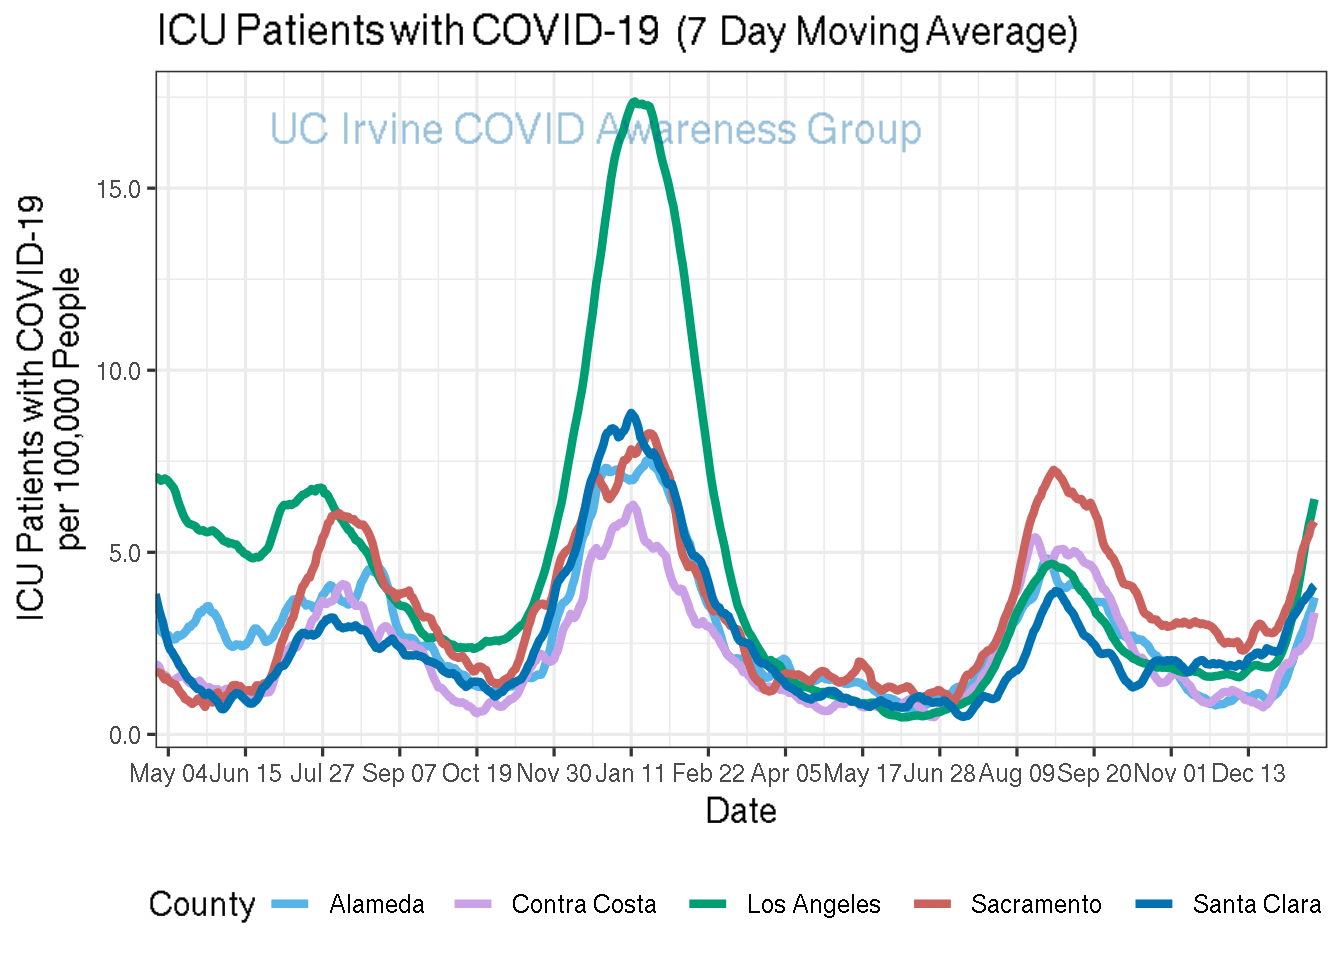 ICU Patients with COVID-19 (7 Day Moving Average)
UC Irvine COVID Awareness Group
ICU Patients with COVID-19
per 100,000 People
15.0
10.0
5.0
0.0
May 04 Jun 15 Jul 27 Sep 07 Oct 19 Nov 30 Jan 11 Feb 22 Apr 05 May 17 Jun 28 Aug 09 Sep 20 Nov 01 Dec 13
Date
County Alameda Contra Costa Los Angeles Sacramento Santa Clara